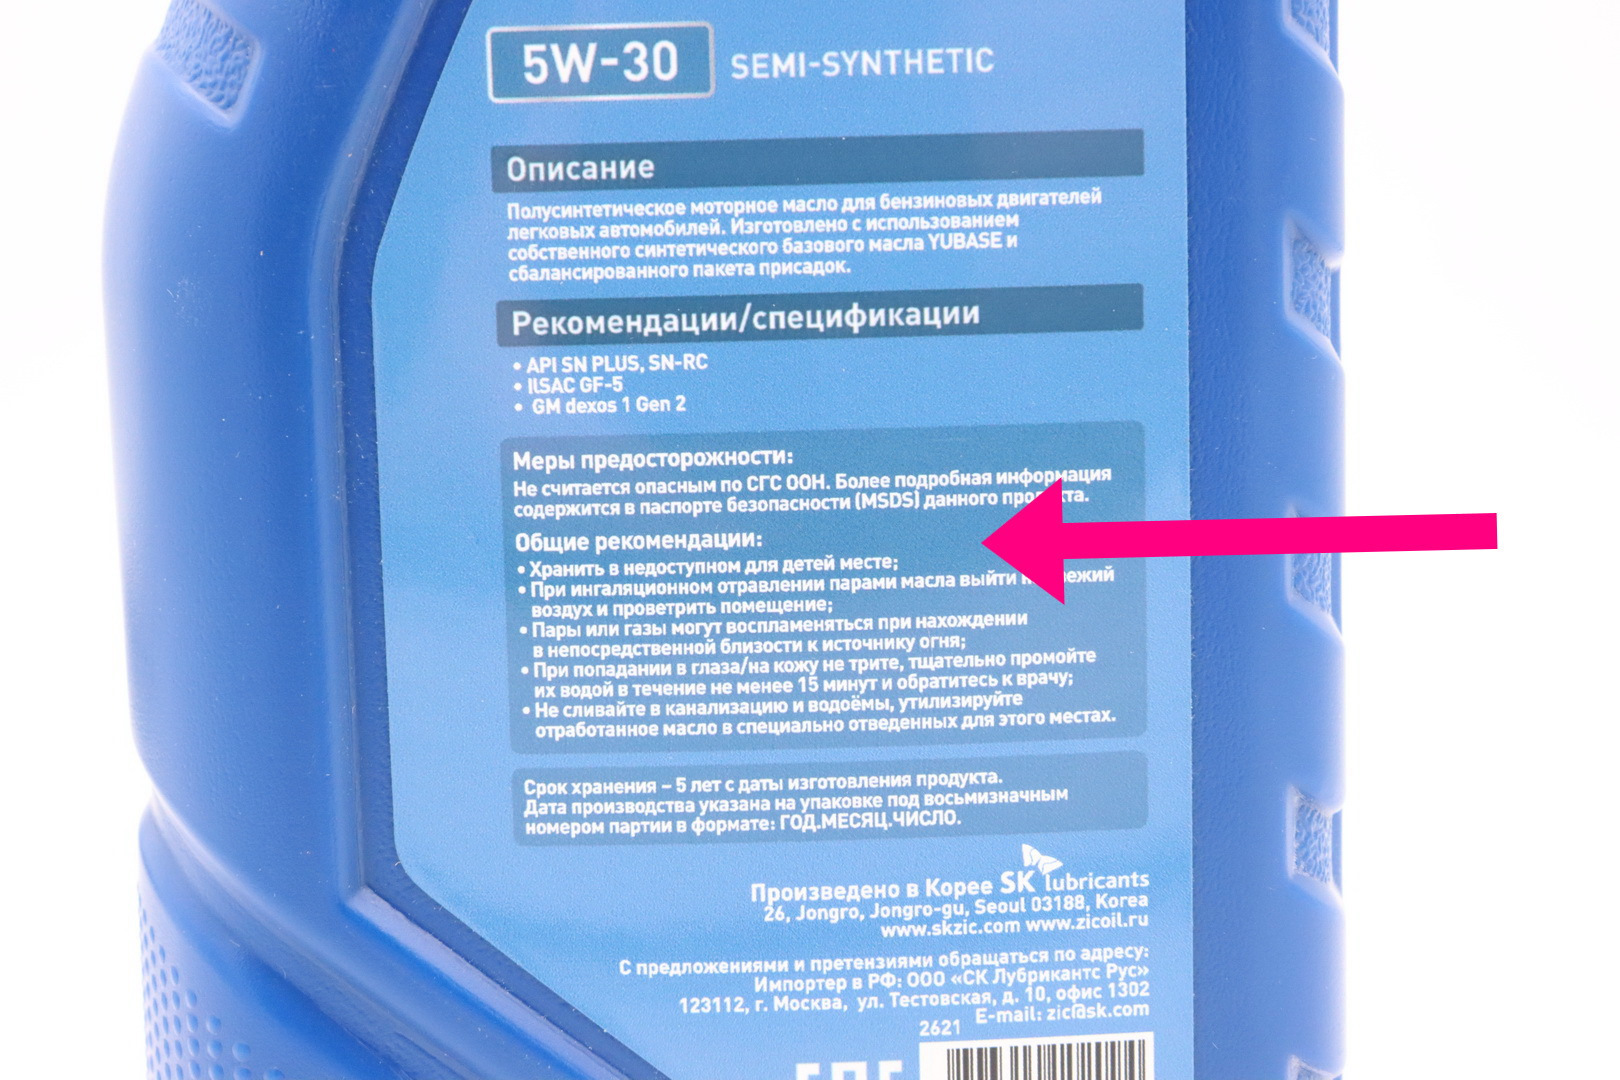 5W-30 SEMI-SYNTHETIC
Описание
Полусинтетическое моторное масло для бензиновых двигателей
легковых автомобилей. Изготовлено с использованием
собственного синтетического базового масла YUBASE и
сбалансированного пакета присадок.
Рекомендации/спецификации
• API SN PLUS, SN-RC
• IlSAC GF-5
• GM dexos 1 Gen 2
Меры предосторожности:
Не считается опасным по СГС ООН. Более подробная информация
содержится в паспорте безопасности (MSDS) данного
Общие рекомендации:
• Хранить в недоступном для детей месте;
• При ингаляционном отравлении парами масла выйти
воздух и проветрить помещение;
• Пары или газы могут воспламеняться при нахождении
в непосредственной близости к источнику огня;
• При попадании в глаза/на кожу не трите, тщательно промойте
их водой в течение не менее 15 минут и обратитесь к врачу;
• Не сливайте в канализацию и водоёмы, утилизируйте
отработанное масло в специально отведенных для этого местах.
Срок хранения – 5 лет с даты изготовления продукта.
Дата производства указана на упаковке под восьмизначным
номером партии в формате: ГОД.МЕСЯЦ.ЧИСЛО.
Произведено в Корее SK lubricants
26, Jongro, Jongro-gu, Seoul 03188, Korea
www.skzic.com www.zicoil.ru
С предложениями и претензиями обращаться по адресу:
Импортер в РФ: ООО «СК Лубрикантс Рус»
123112, г. Москва, ул. Тестовская, д. 10, офис 1302
E-mail: zic@sk.com
2621